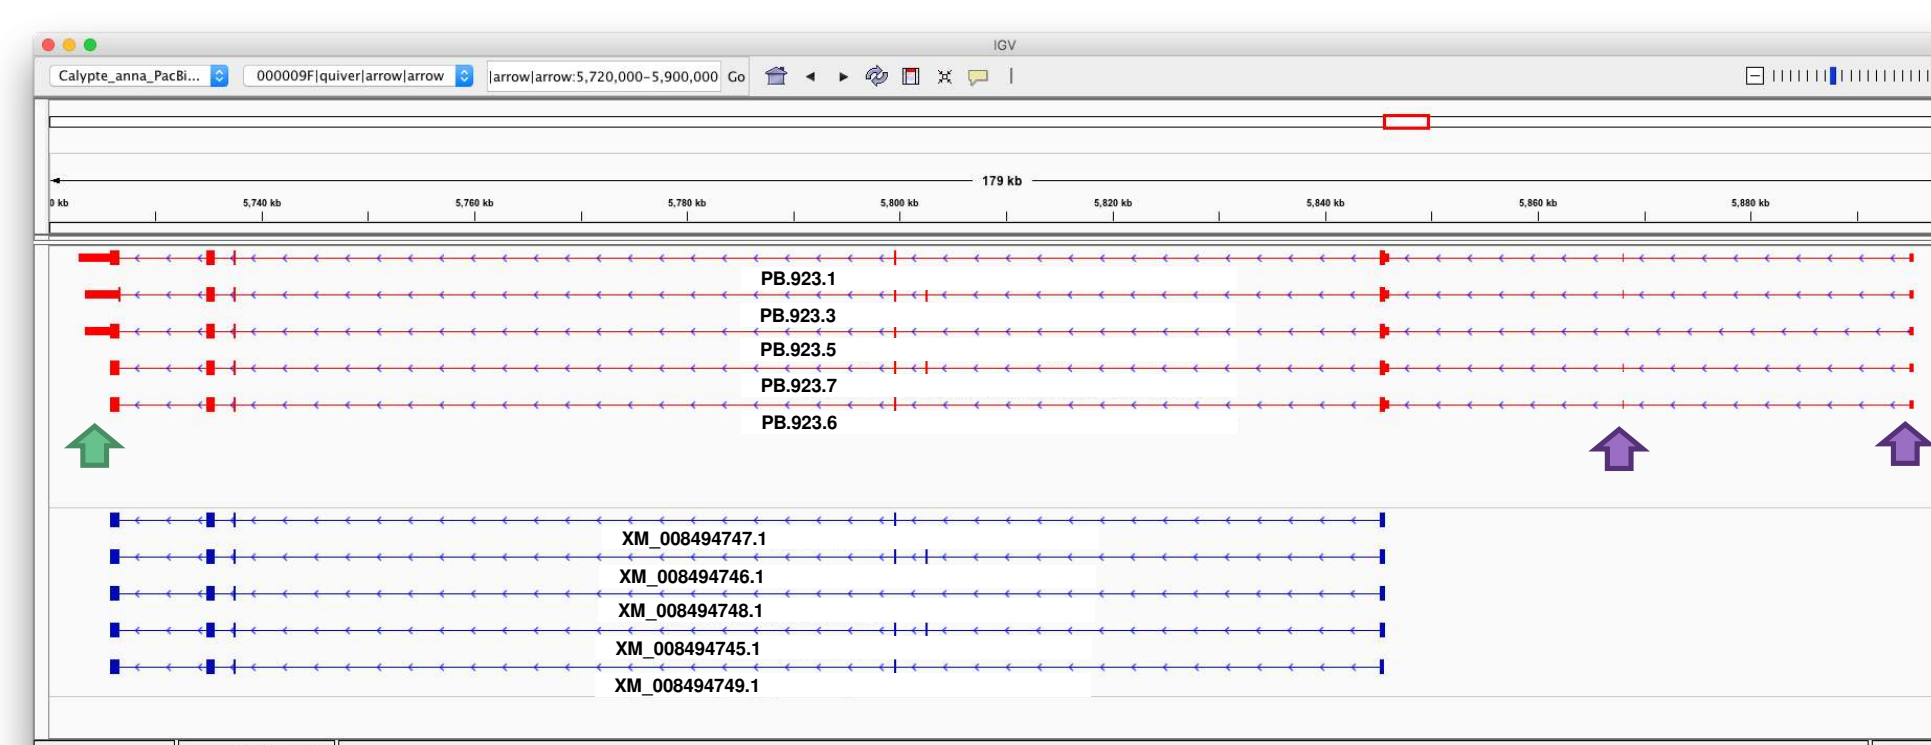 IGV
Calypte_anna_PacBi... 000009F|quiver|arrow|arrow |arrow|arrow:5,720,000-5,900,000 Go
179 kb
0 kb 5,740 kb 5,760 kb 5,780 kb 5,800 kb 5,820 kb 5,840 kb 5,860 kb 5,880 kb
PB.923.1
PB.923.3
PB.923.5
PB.923.7
PB.923.6
XM_008494747.1
XM_008494746.1
XM_008494748.1
XM_008494745.1
XM_008494749.1